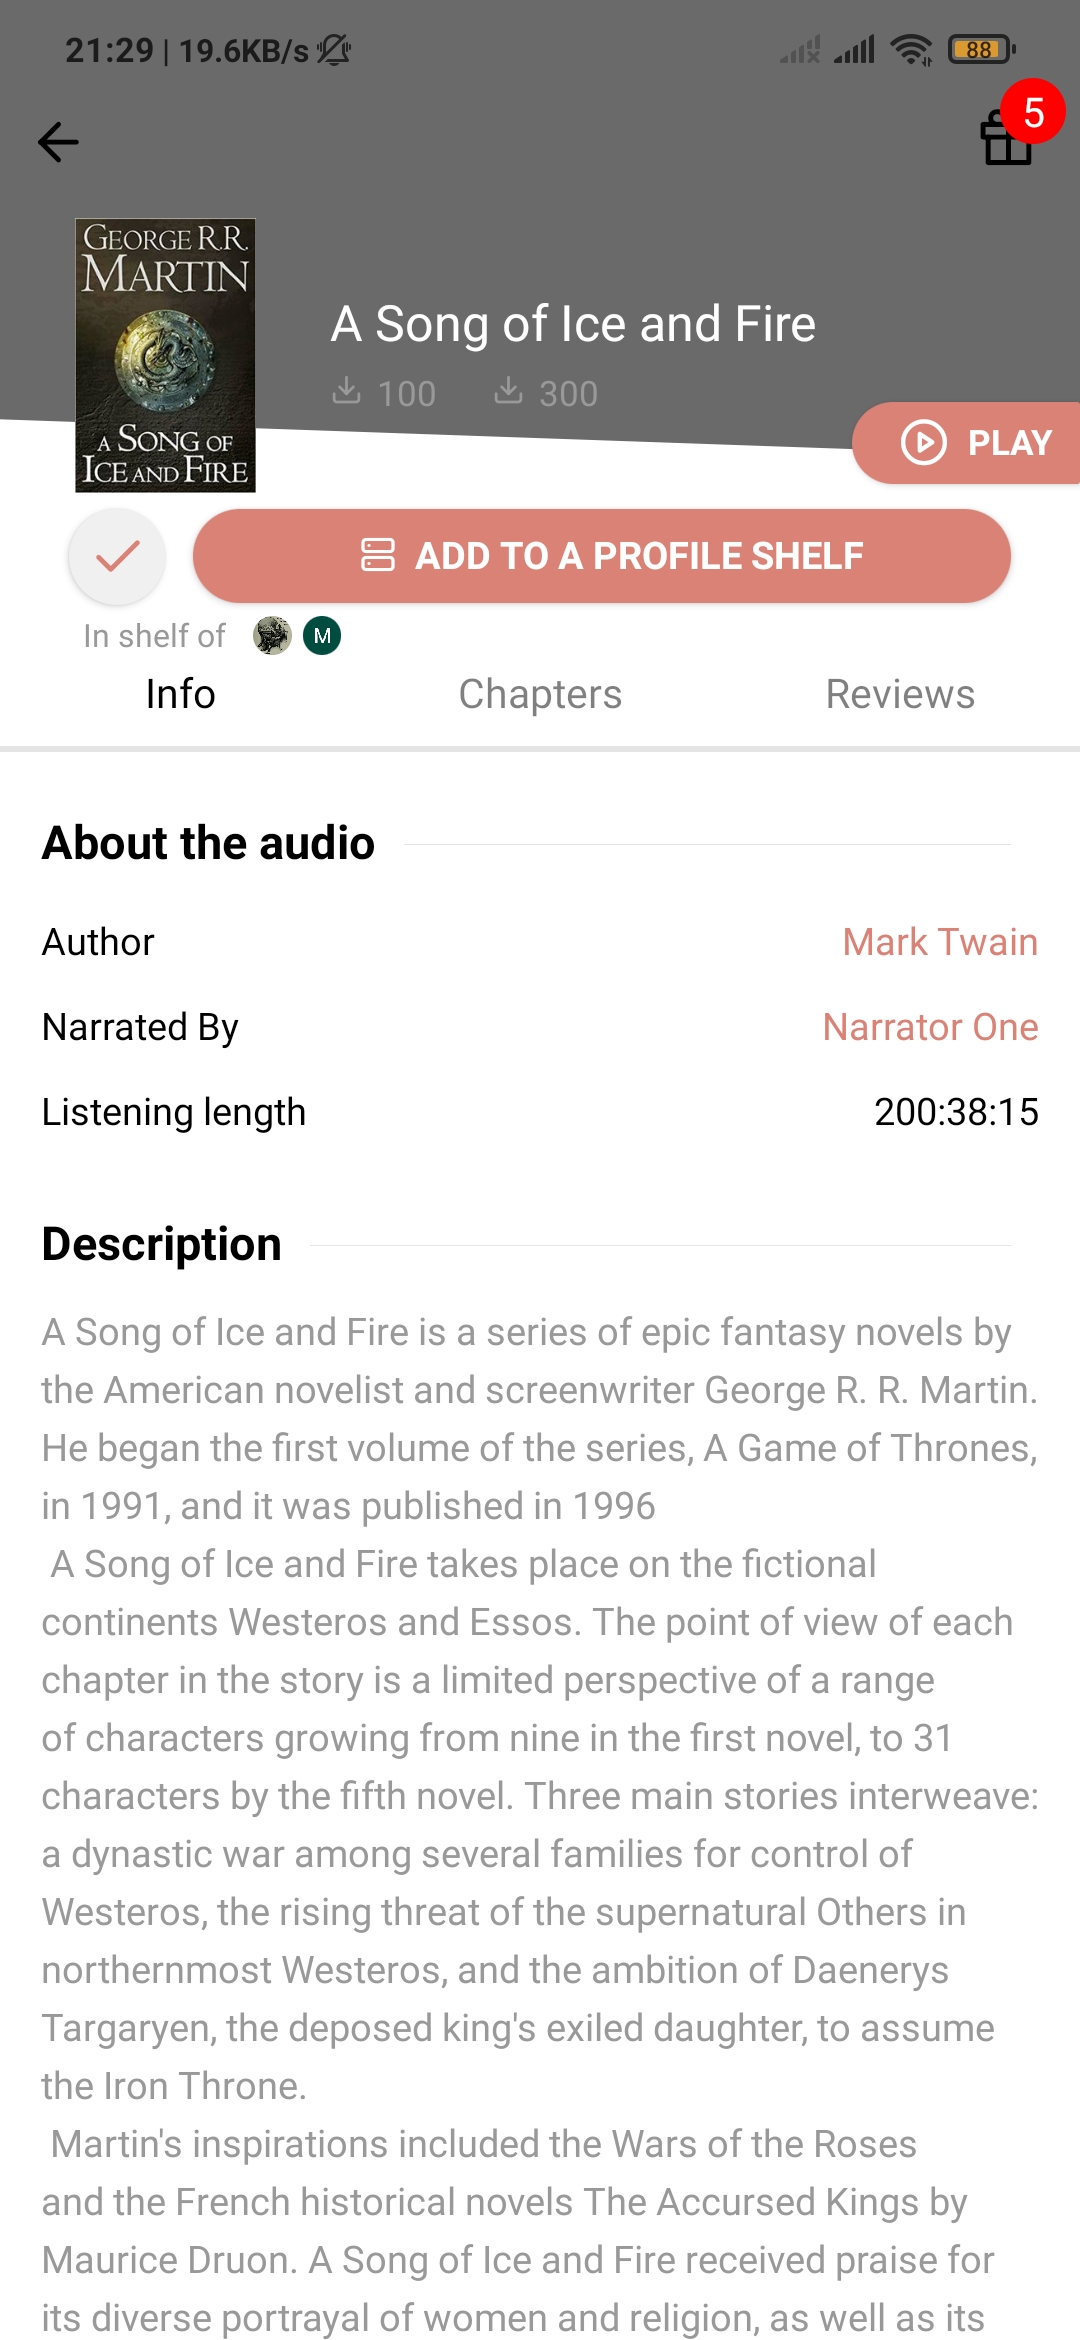 21:29 | 19.6KB/s
88
5
GEORGE R.R.
MARTIN
A SONG OF
ICE AND FIRE
A Song of Ice and Fire
100 300
PLAY
ADD TO A PROFILE SHELF
In shelf of M
Info Chapters Reviews
About the audio
Author Mark Twain
Narrated By Narrator One
Listening length 200:38:15
Description
A Song of Ice and Fire is a series of epic fantasy novels by
the American novelist and screenwriter George R. R. Martin.
He began the first volume of the series, A Game of Thrones,
in 1991, and it was published in 1996
A Song of Ice and Fire takes place on the fictional
continents Westeros and Essos. The point of view of each
chapter in the story is a limited perspective of a range
of characters growing from nine in the first novel, to 31
characters by the fifth novel. Three main stories interweave:
a dynastic war among several families for control of
Westeros, the rising threat of the supernatural Others in
northernmost Westeros, and the ambition of Daenerys
Targaryen, the deposed king's exiled daughter, to assume
the Iron Throne.
Martin's inspirations included the Wars of the Roses
and the French historical novels The Accursed Kings by
Maurice Druon. A Song of Ice and Fire received praise for
its diverse portrayal of women and religion, as well as its